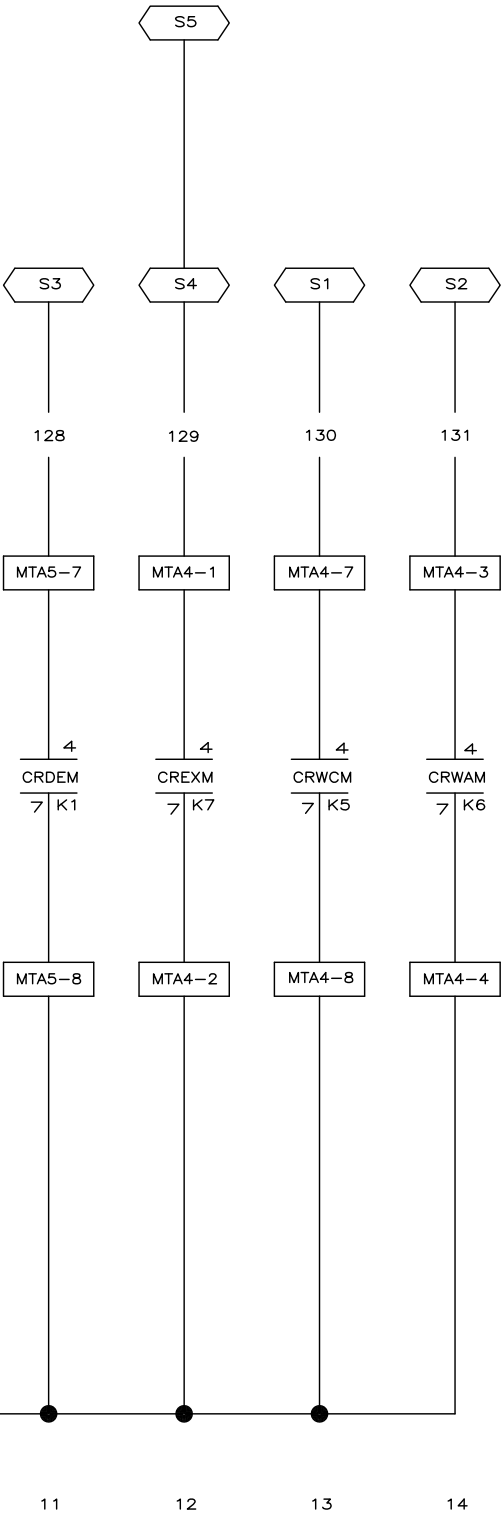 S5
S3 S4 S1 S2
128 129 130 131
MTA5-7 MTA4-1 MTA4-7 MTA4-3
4 4 4 4
CRDEM CREXM CRWCM CRWAM
7 K1 7 K7 7 K5 7 K6
MTA5-8 MTA4-2 MTA4-8 MTA4-4
11 12 13 14